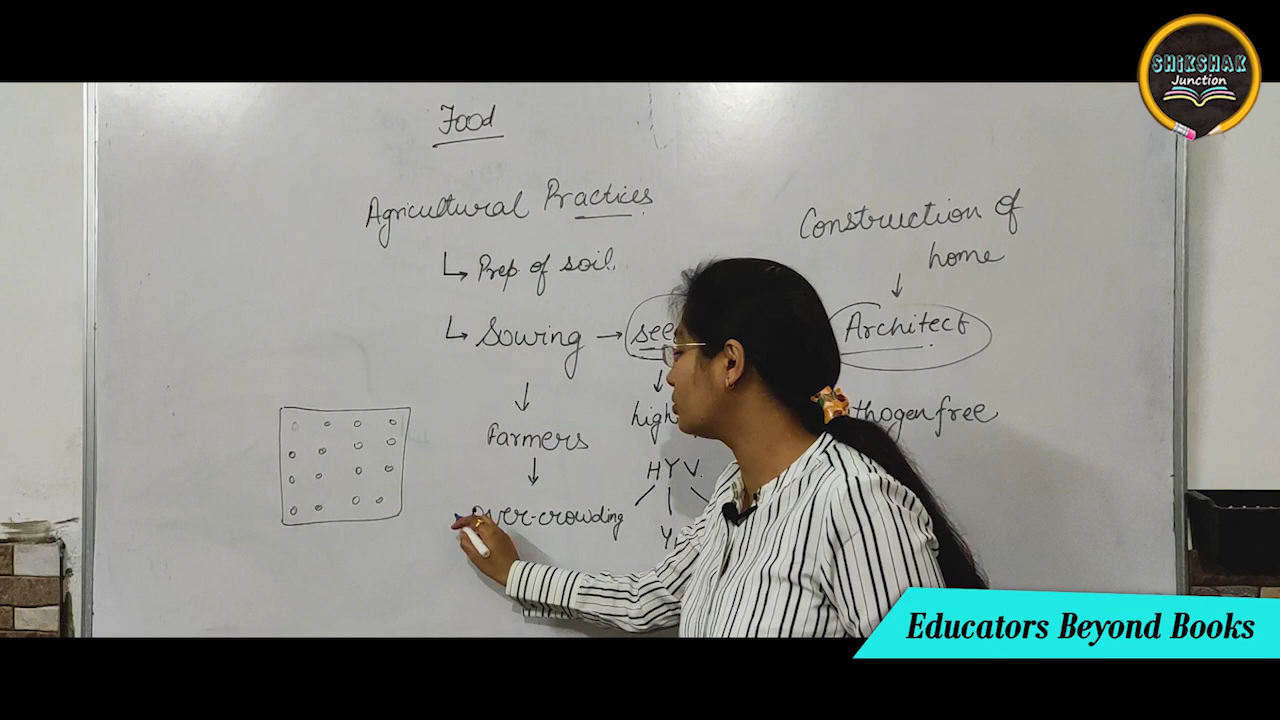 SHIKSHAK
Junction
Food
Agricultural Practices
↳ Prep of soil.
↳ Sowing →
↓
Farmers
↓
Over-crowding
↓
high
HYV.
Construction of
home
↓
Architect
free
Educators Beyond Books